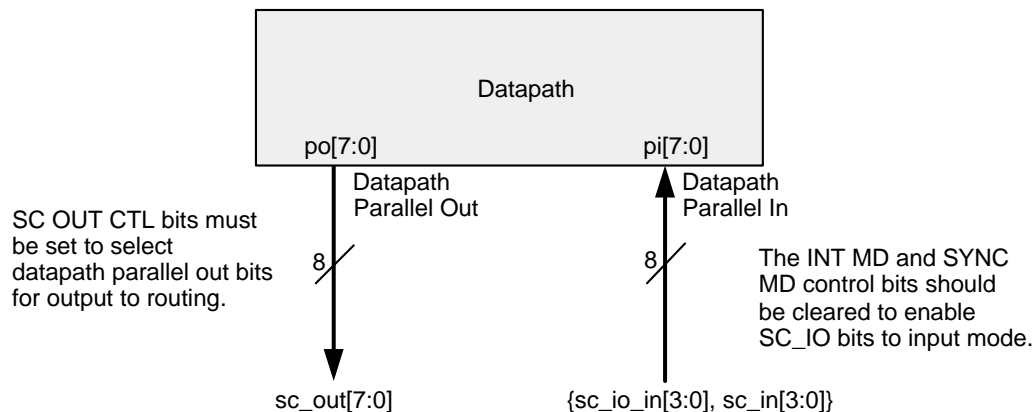 Datapath
po[7:0]
pi[7:0]
Datapath
Parallel Out
Datapath
Parallel In
SC OUT CTL bits must
be set to select
datapath parallel out bits
for output to routing.
8
8
The INT MD and SYNC
MD control bits should
be cleared to enable
SC_IO bits to input mode.
sc_out[7:0]
{sc_io_in[3:0], sc_in[3:0]}